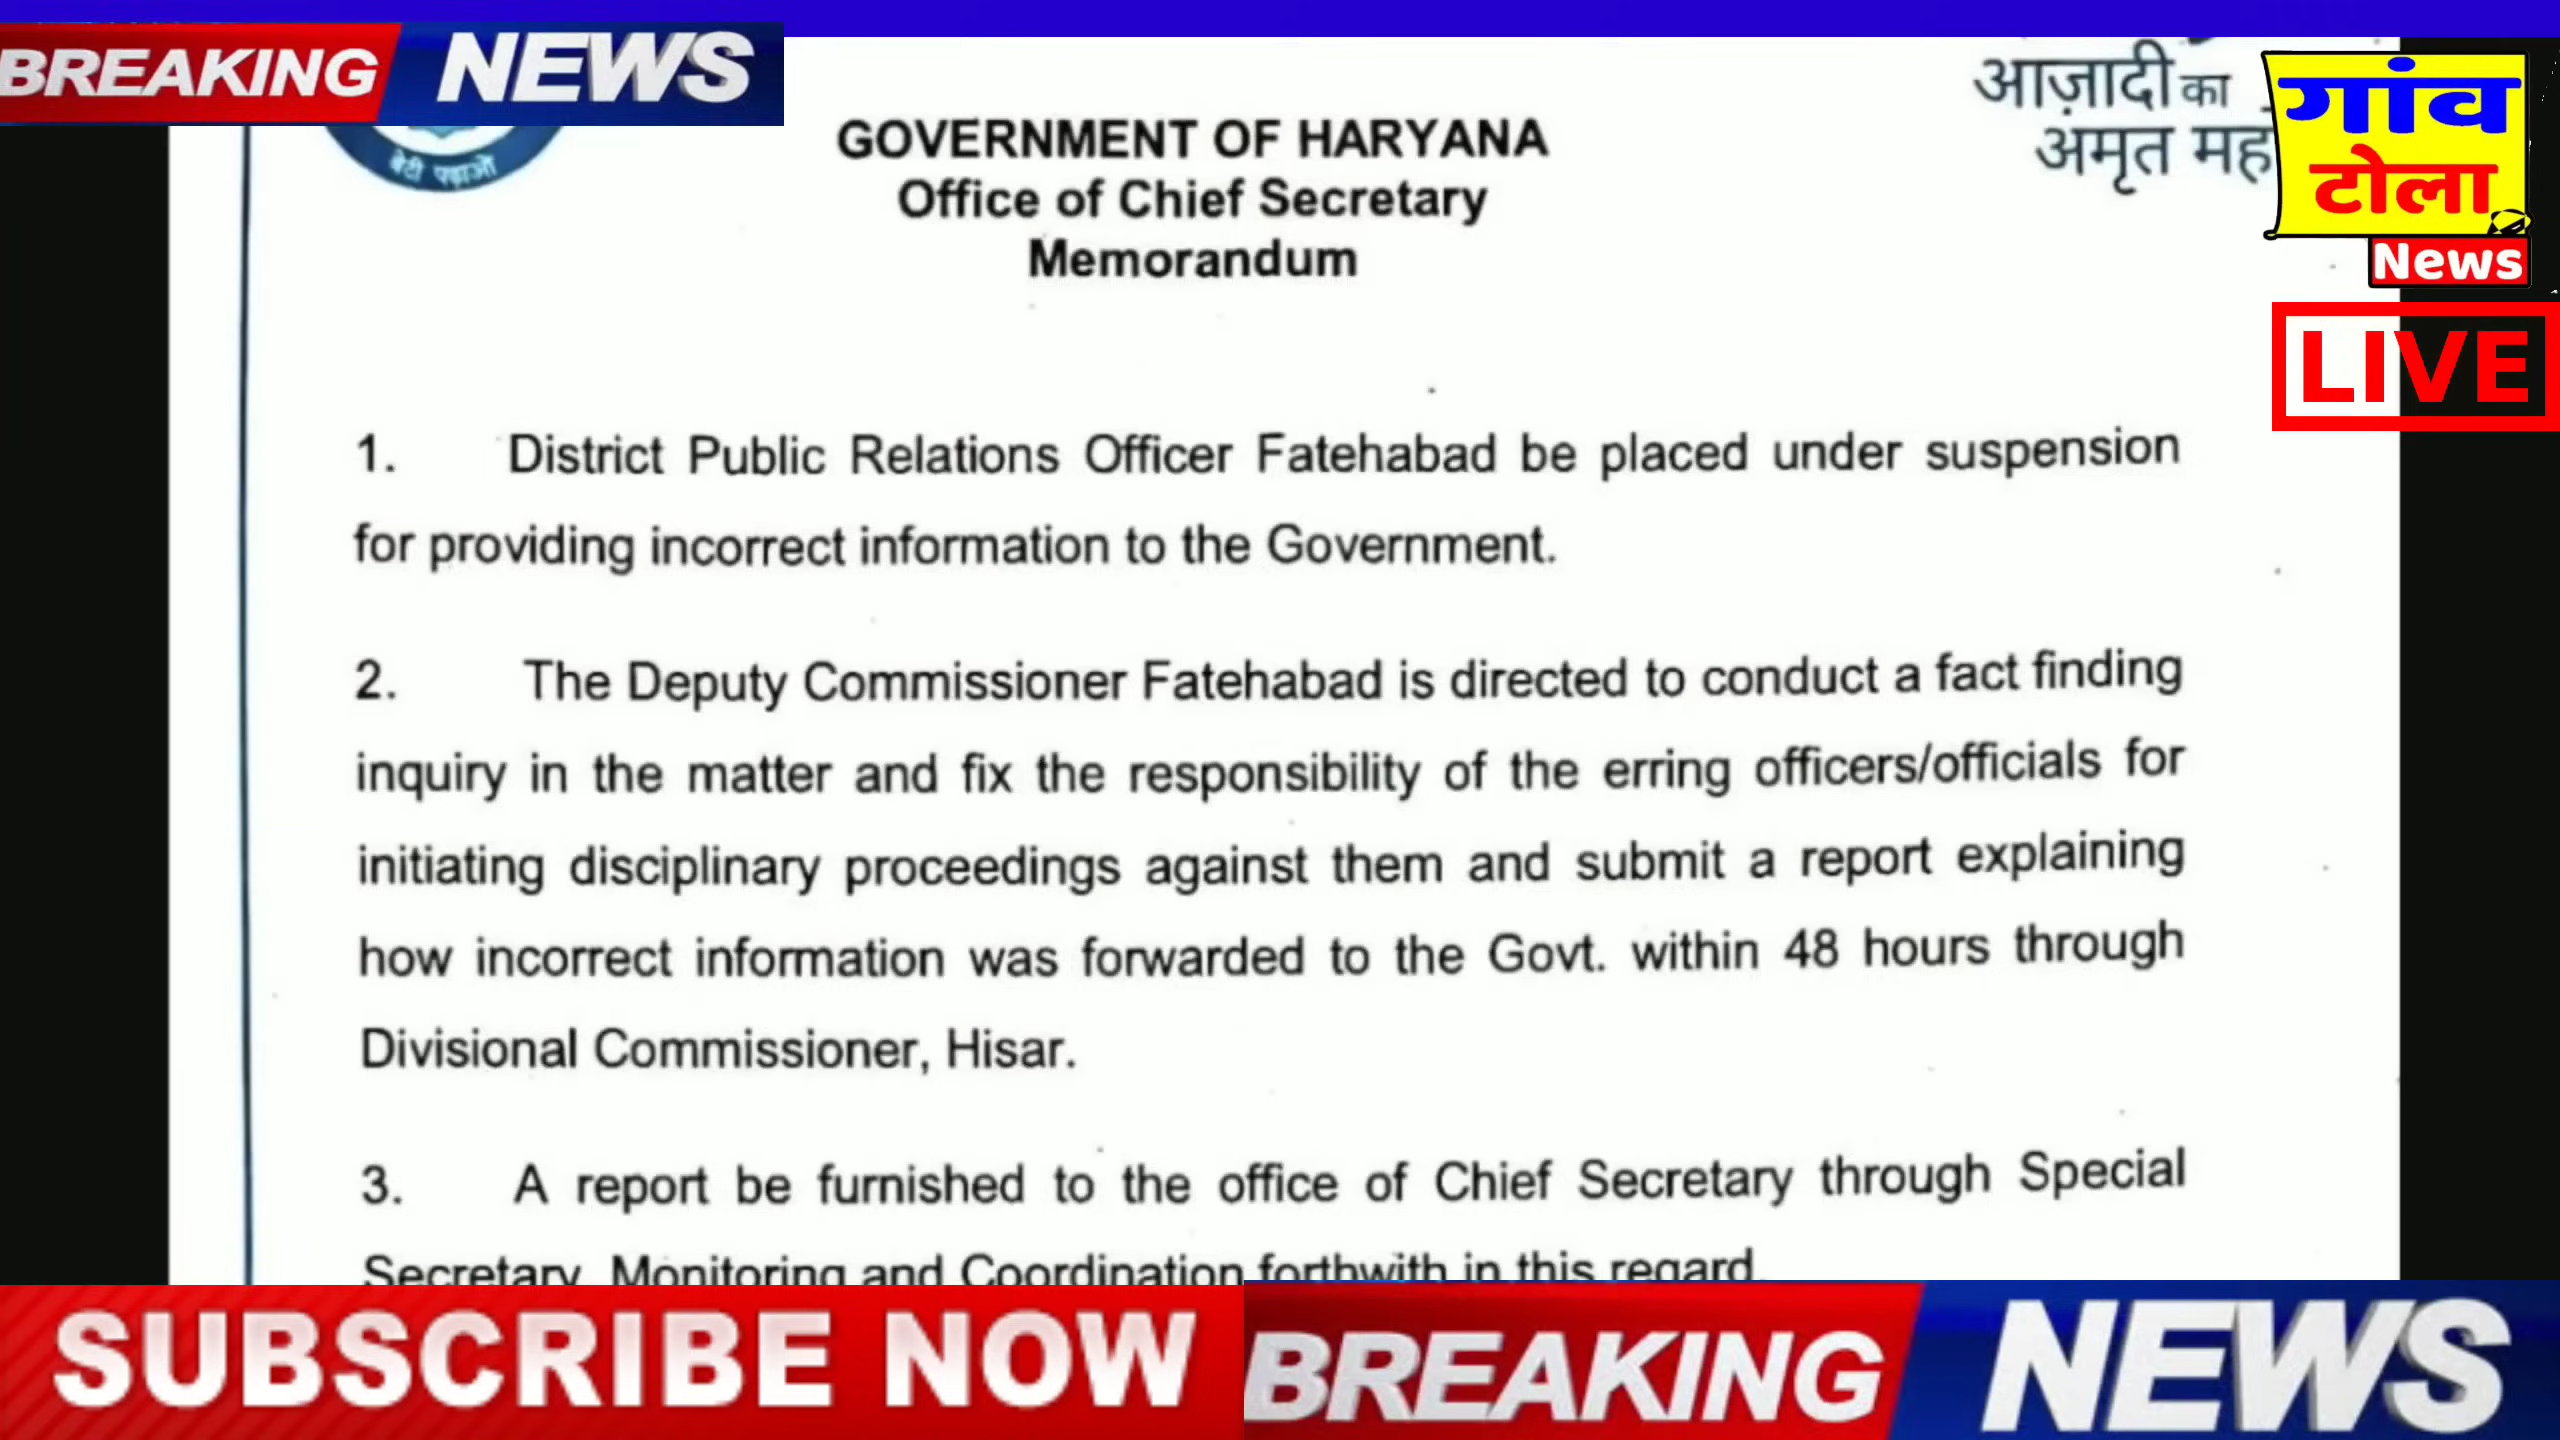 BREAKING NEWS
आज़ादी का
अमृत
गांव
टोला
News
LIVE
बेटी पढ़ाओ
GOVERNMENT OF HARYANA
Office of Chief Secretary
Memorandum
1. District Public Relations Officer Fatehabad be placed under suspension
for providing incorrect information to the Government.
2. The Deputy Commissioner Fatehabad is directed to conduct a fact finding
inquiry in the matter and fix the responsibility of the erring officers/officials for
initiating disciplinary proceedings against them and submit a report explaining
how incorrect information was forwarded to the Govt. within 48 hours through
Divisional Commissioner, Hisar.
3. A report be furnished to the office of Chief Secretary through Special
Secretary, Monitoring and Coordination forthwith in this regard.
SUBSCRIBE NOW BREAKING NEWS